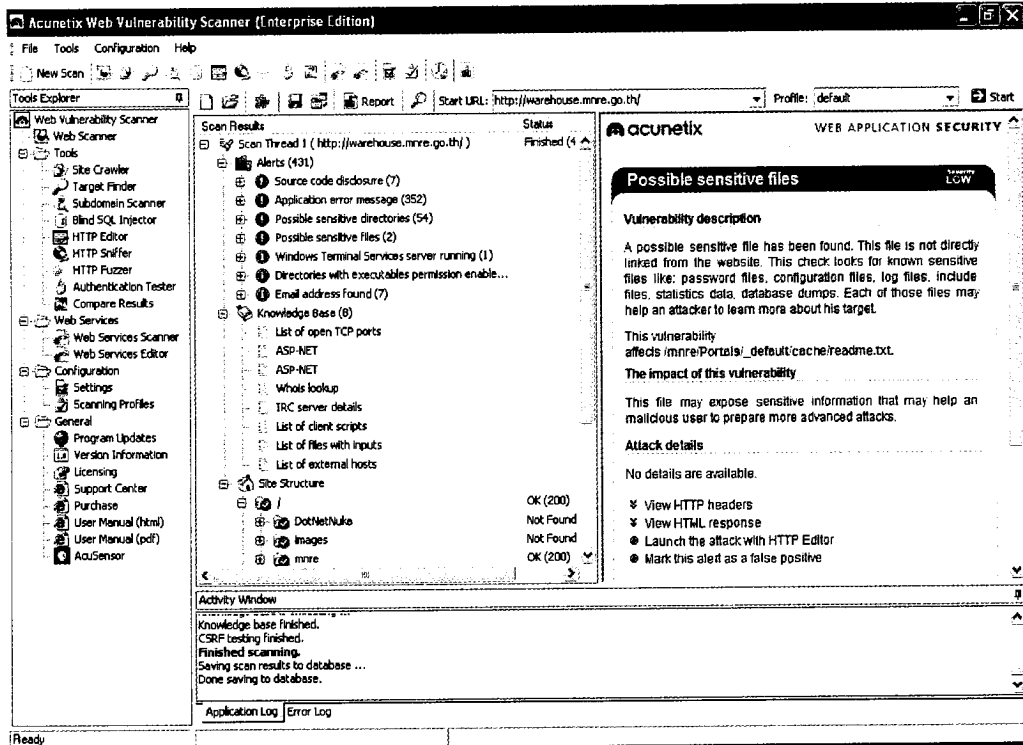 Acunetix Web Vulnerability Scanner (Enterprise Edition)
File Tools Configuration Help
New Scan
Tools Explorer
Report
Start URL: http://warehouse.mnre.go.th/
Profile: default
Start
Web Vulnerability Scanner
Web Scanner
Tools
Site Crawler
Target Finder
Subdomain Scanner
Blind SQL Injector
HTTP Editor
HTTP Sniffer
HTTP Fuzzer
Authentication Tester
Compare Results
Web Services
Web Services Scanner
Web Services Editor
Configuration
Settings
Scanning Profiles
General
Program Updates
Version Information
Licensing
Support Center
Purchase
User Manual (html)
User Manual (pdf)
AcuSensor
Scan Results Status
Scan Thread 1 ( http://warehouse.mnre.go.th/ ) Finished (4
Alerts (431)
Source code disclosure (7)
Application error message (352)
Possible sensitive directories (54)
Possible sensitive files (2)
Windows Terminal Services server running (1)
Directories with executables permission enable...
Email address found (7)
Knowledge Base (8)
List of open TCP ports
ASP-NET
ASP-NET
Whois lookup
TRC server details
List of client scripts
List of files with inputs
List of external hosts
Site Structure
/ OK (200)
DotNetNuke Not Found
images Not Found
mnre OK (200)
acunetix WEB APPLICATION SECURITY
Possible sensitive files
Severity
LOW
Vulnerability description
A possible sensitive file has been found. This file is not directly
linked from the website. This check looks for known sensitive
files like: password files, configuration files, log files, include
files, statistics data, database dumps. Each of those files may
help an attacker to learn more about his target.
This vulnerability
affects /mnre/Portals/_default/cache/readme.txt.
The impact of this vulnerability
This file may expose sensitive information that may help an
malicious user to prepare more advanced attacks.
Attack details
No details are available.
View HTTP headers
View HTML response
Launch the attack with HTTP Editor
Mark this alert as a false positive
Activity Window
Knowledge base finished.
CSRF testing finished.
Finished scanning.
Saving scan results to database ...
Done saving to database.
Application Log Error Log
Ready